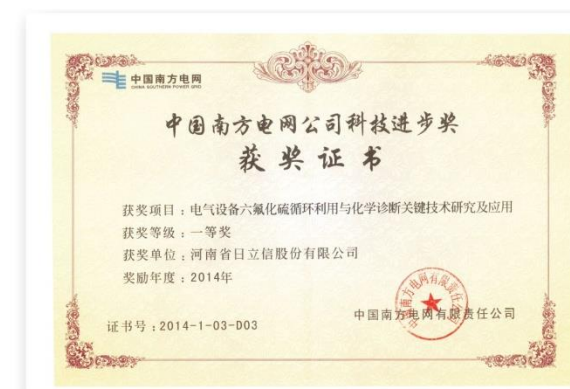 中国南方电网
CHINA SOUTHERN POWER GRID
中国南方电网公司科技进步奖
获奖证书
获奖项目：电气设备六氟化硫循环利用与化学诊断关键技术研究及应用
获奖等级：一等奖
获奖单位：河南省日立信股份有限公司
奖励年度：2014年
中国南方电网有限责任公司
证书号：2014-1-03-D03